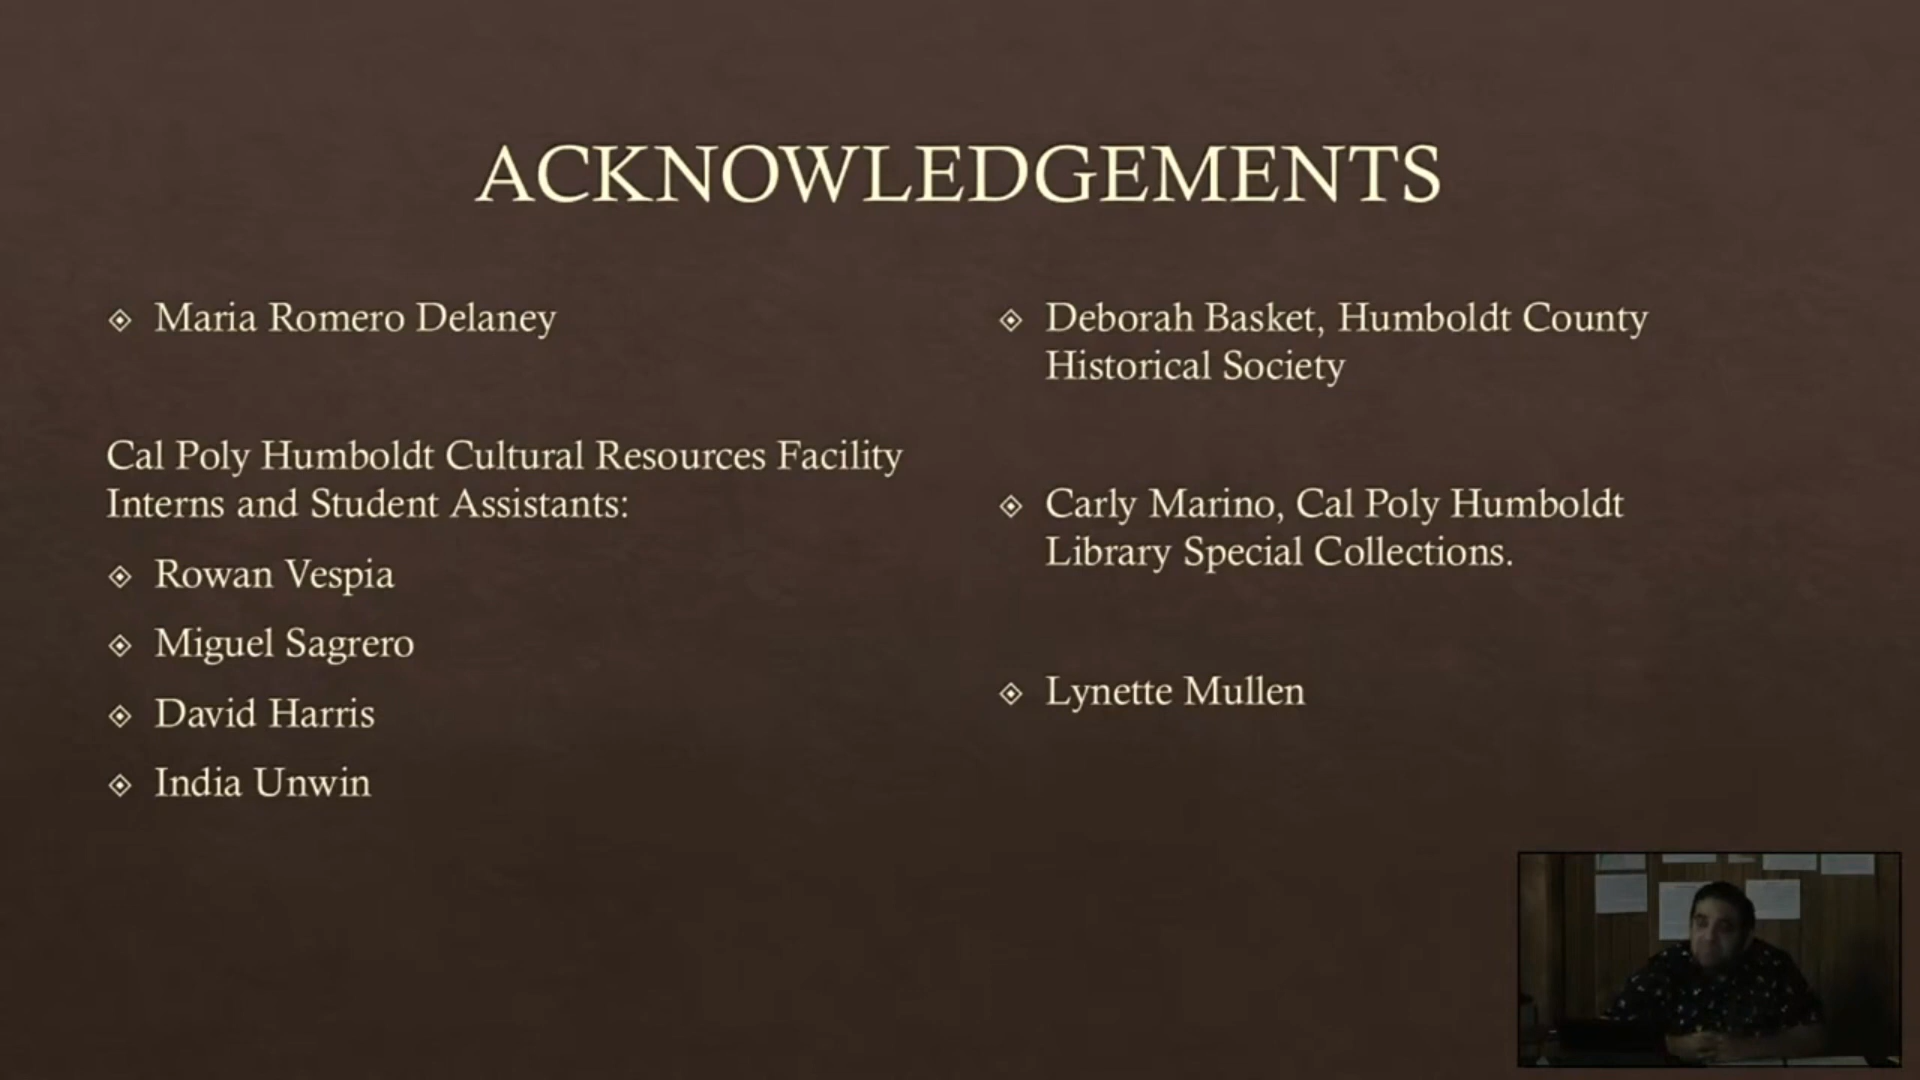 ACKNOWLEDGEMENTS
Maria Romero Delaney
Cal Poly Humboldt Cultural Resources Facility
Interns and Student Assistants:
Rowan Vespia
Miguel Sagrero
David Harris
India Unwin
Deborah Basket, Humboldt County
Historical Society
Carly Marino, Cal Poly Humboldt
Library Special Collections.
Lynette Mullen